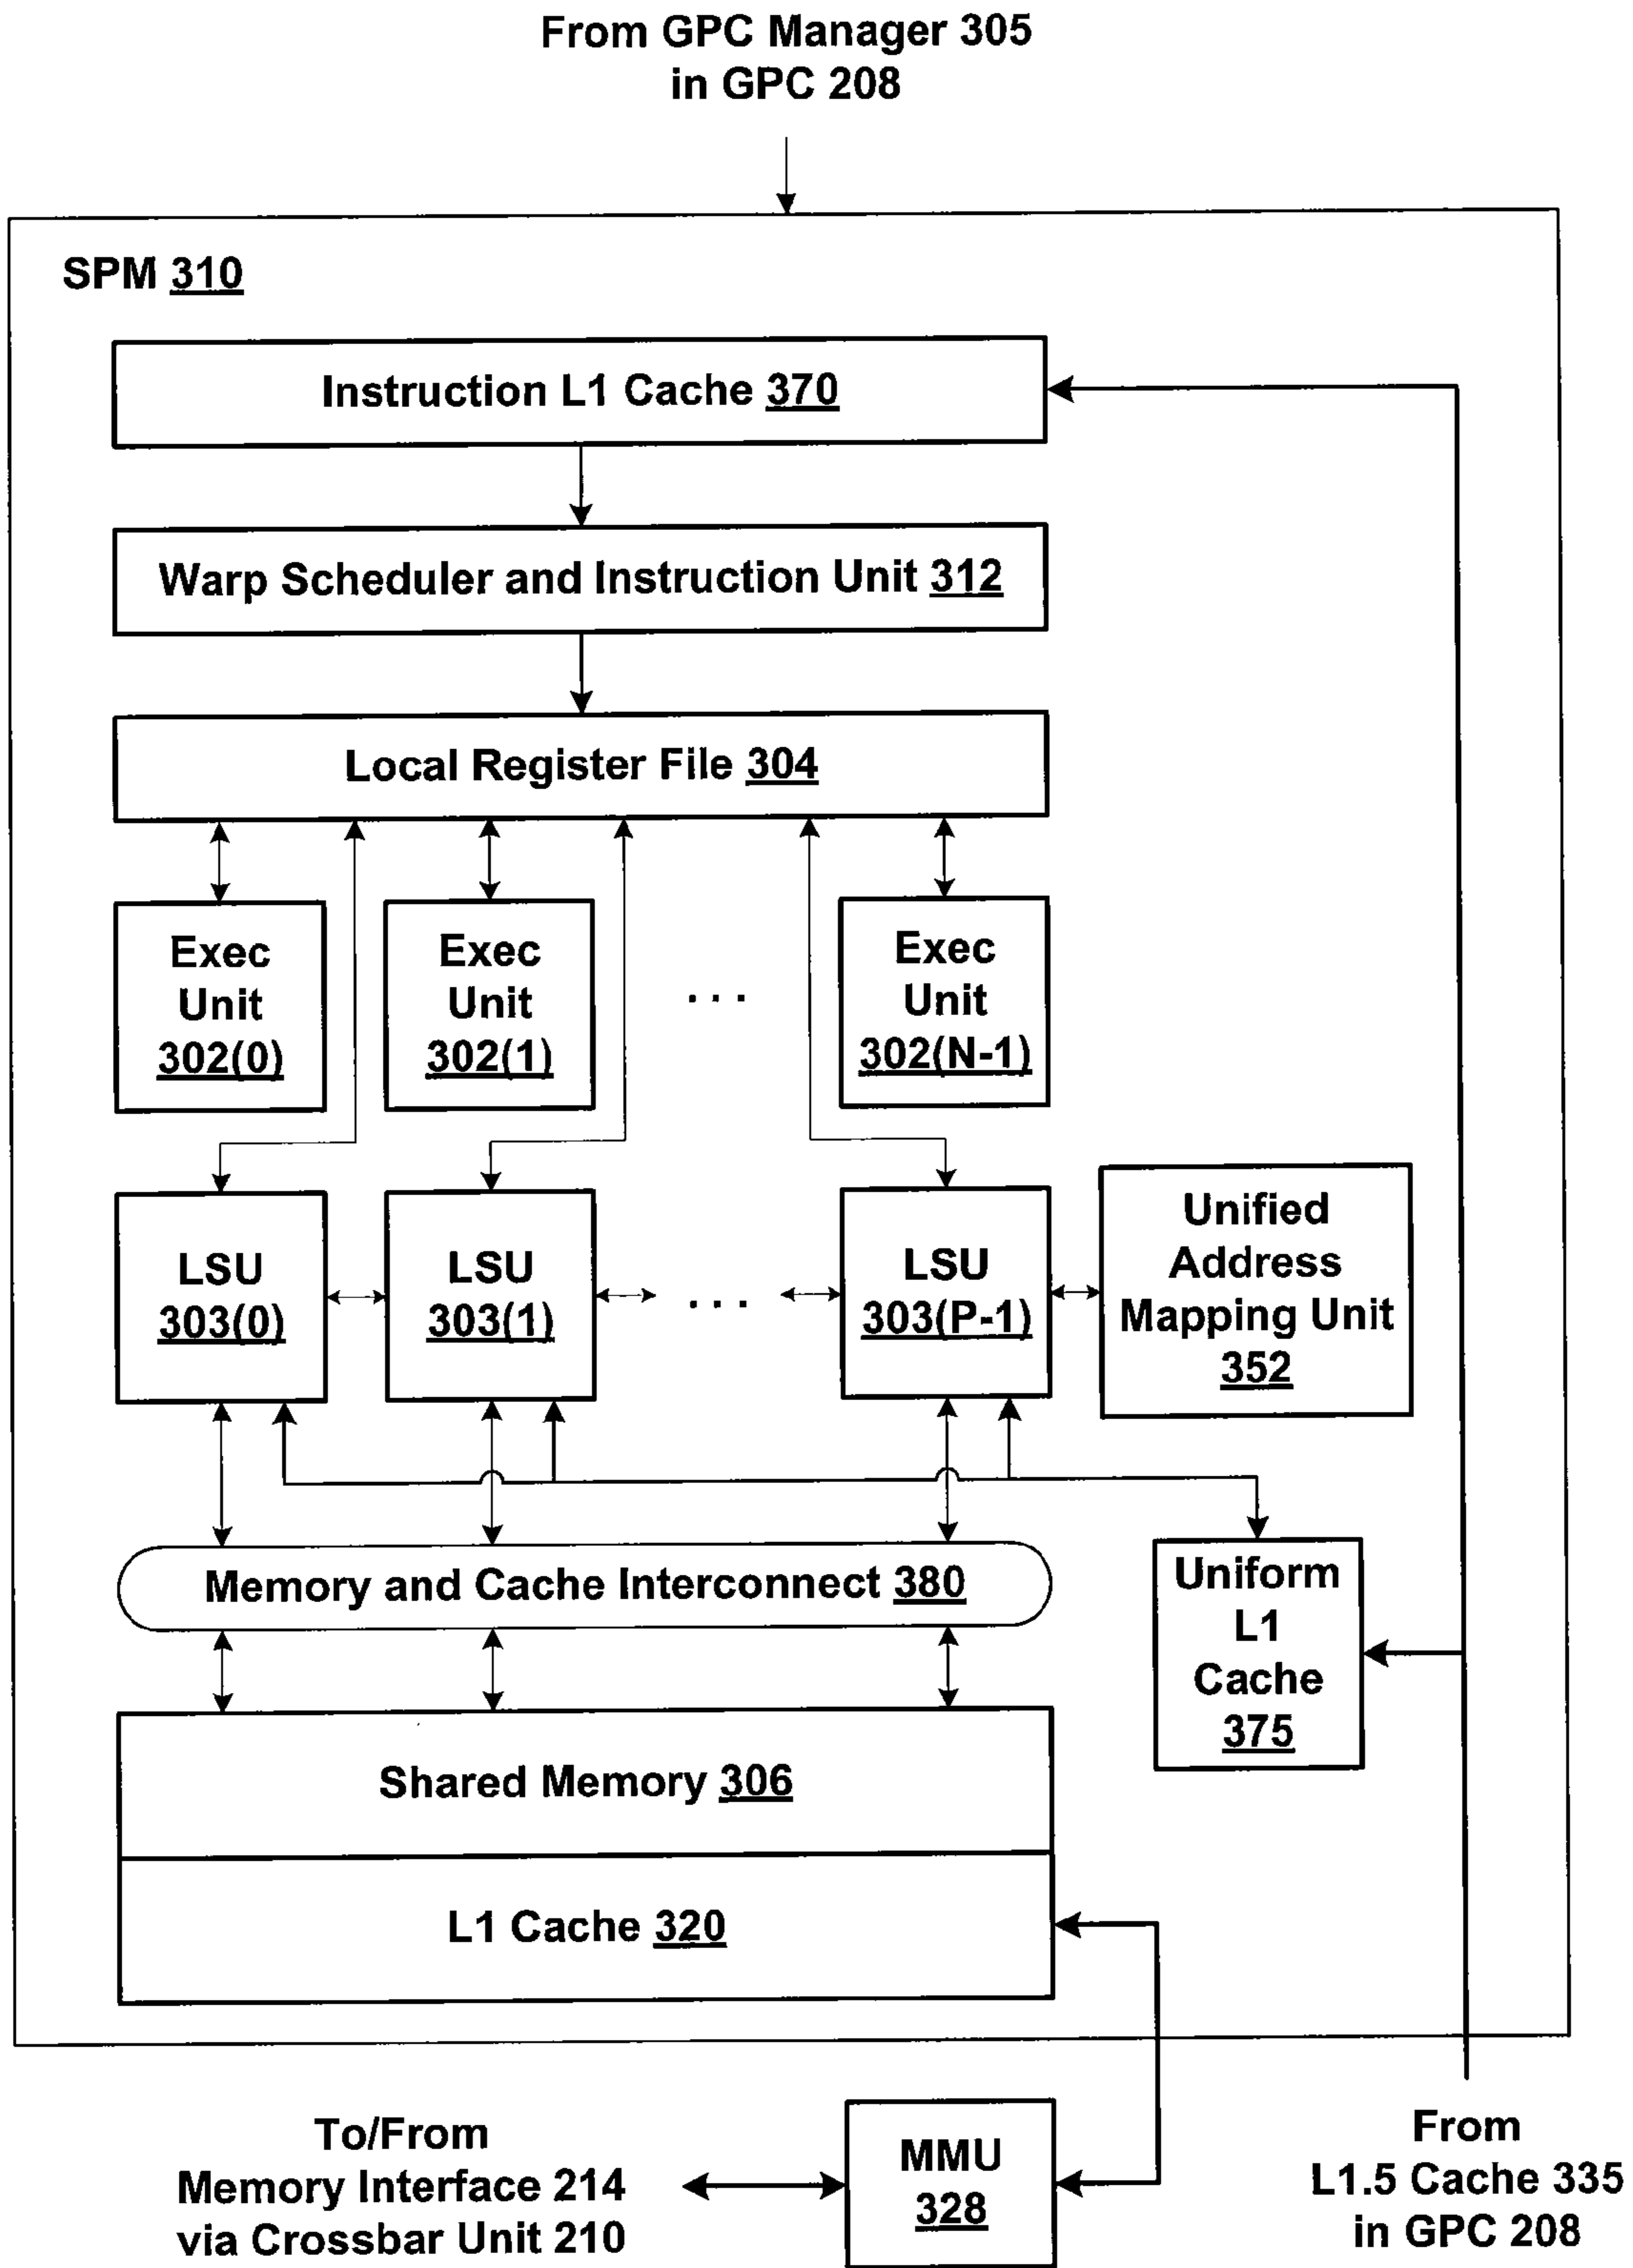 From GPC Manager 305
in GPC 208
SPM 310
Instruction L1 Cache 370
Warp Scheduler and Instruction Unit 312
Local Register File 304
Exec
Unit
302(0)
Exec
Unit
302(1)
. . .
Exec
Unit
302(N-1)
LSU
303(0)
LSU
303(1)
. . .
LSU
303(P-1)
Unified
Address
Mapping Unit
352
Memory and Cache Interconnect 380
Uniform
L1
Cache
375
Shared Memory 306
L1 Cache 320
To/From
Memory Interface 214
via Crossbar Unit 210
MMU
328
From
L1.5 Cache 335
in GPC 208